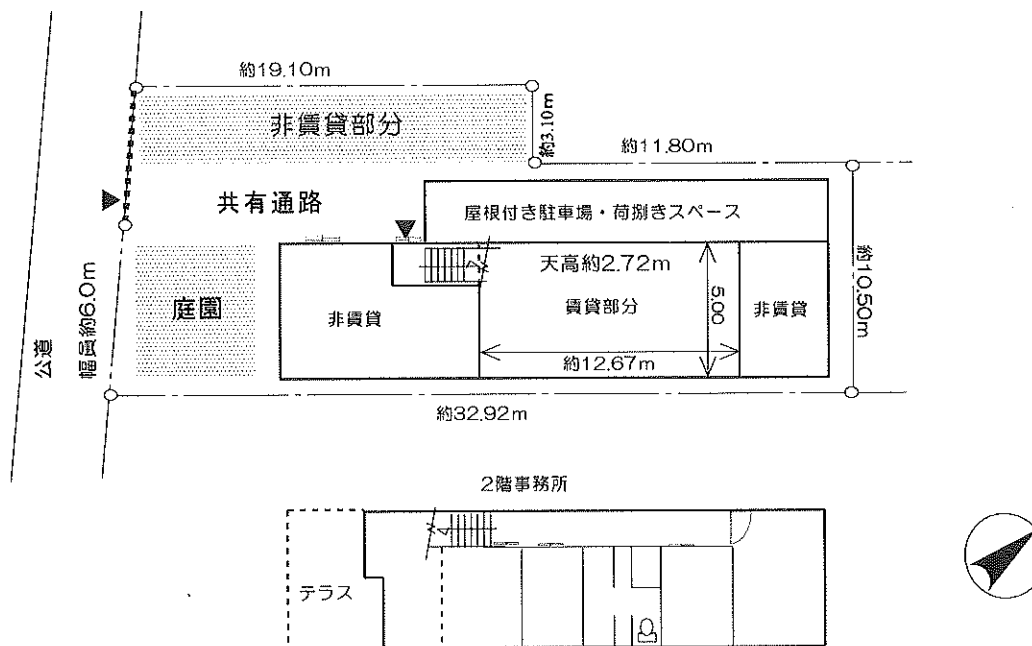 約19.10m
非賃貸部分
約3.10m
約11.80m
共有通路
屋根付き駐車場・荷捌きスペース
天高約2.72m
賃貸部分
5.00
非賃貸
非賃貸
約12.67m
約10.50m
庭園
公道
幅員約6.0m
約32.92m
2階事務所
テラス